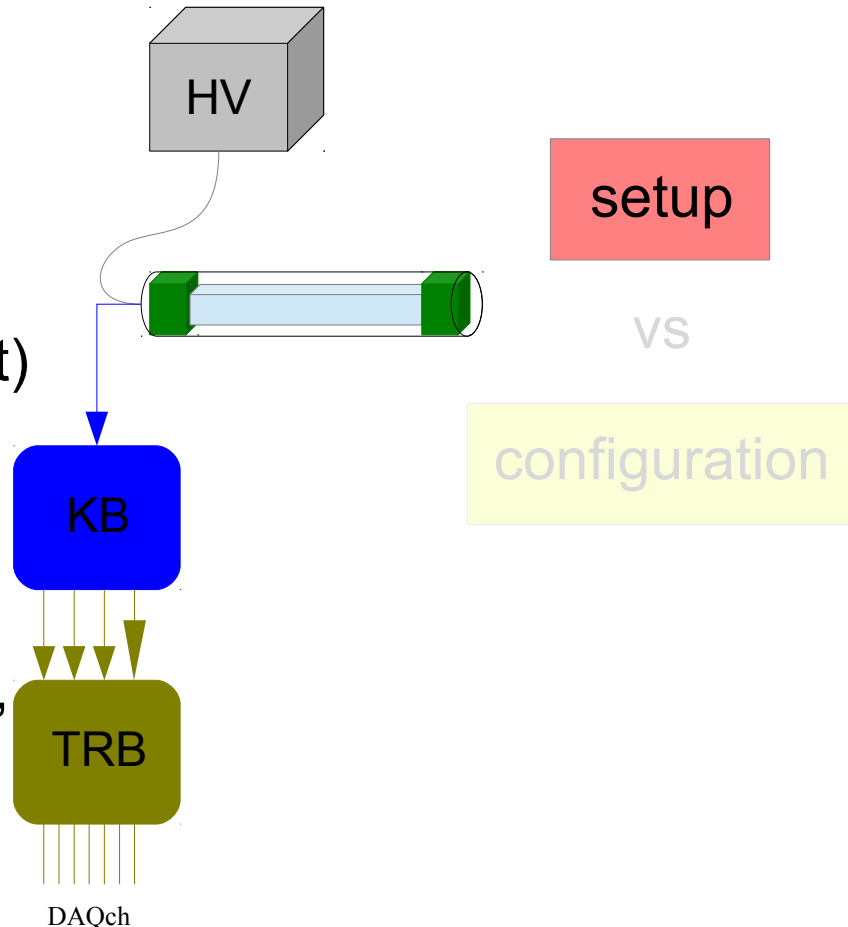 HV
setup
vs
t)
configuration
KB
,
TRB
DAQch